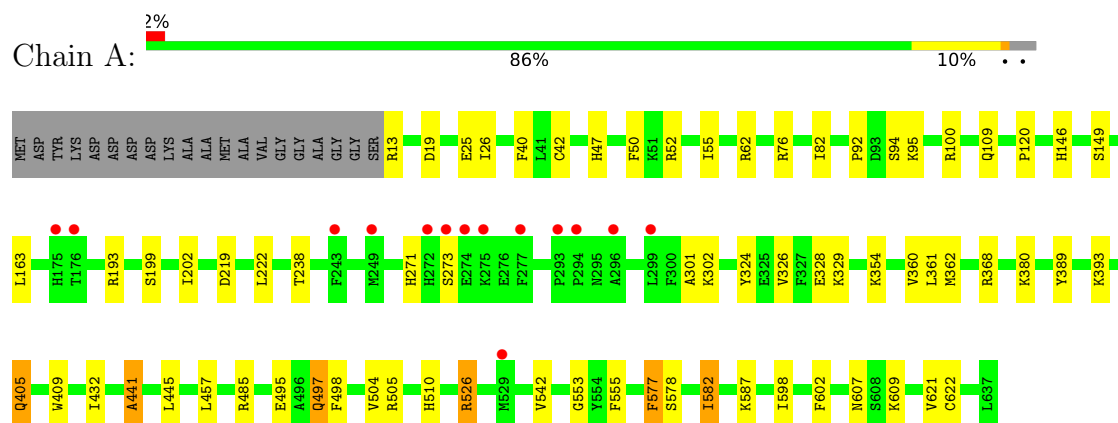 2%
Chain A:
86% 10% • •
MET ASP TYR LYS ASP ASP ASP ASP LYS ALA ALA MET ALA VAL GLY GLY ALA GLY GLY SER R13 D19 E25 I26 F40 L41 C42 H47 F50 K51 R52 I55 R62 R76 I82 P92 D93 S94 K95 R100 Q109 P120 H146 S149
L163 H175 T176 R193 S199 I202 D219 L222 T238 F243 M249 H271 H272 S273 E274 K275 E276 F277 P293 P294 N295 A296 L299 F300 A301 K302 Y324 E325 V326 F327 E328 K329 K354 V360 L361 M362 R368 K380 Y389 K393
Q405 W409 I432 A441 L445 L457 R485 E495 A496 Q497 F498 V504 R505 H510 R526 M529 V542 G553 Y554 F555 F577 S578 I582 K587 I598 F602 N607 S608 K609 V621 C622 L637